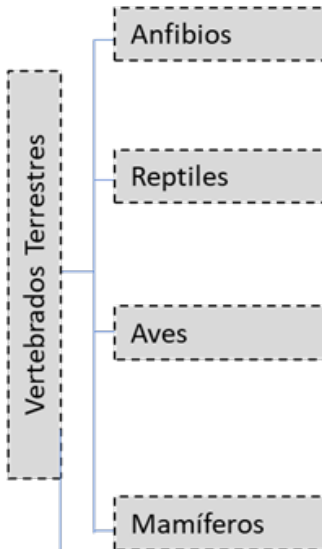 Vertebrados Terrestres
Anfibios
Reptiles
Aves
Mamíferos